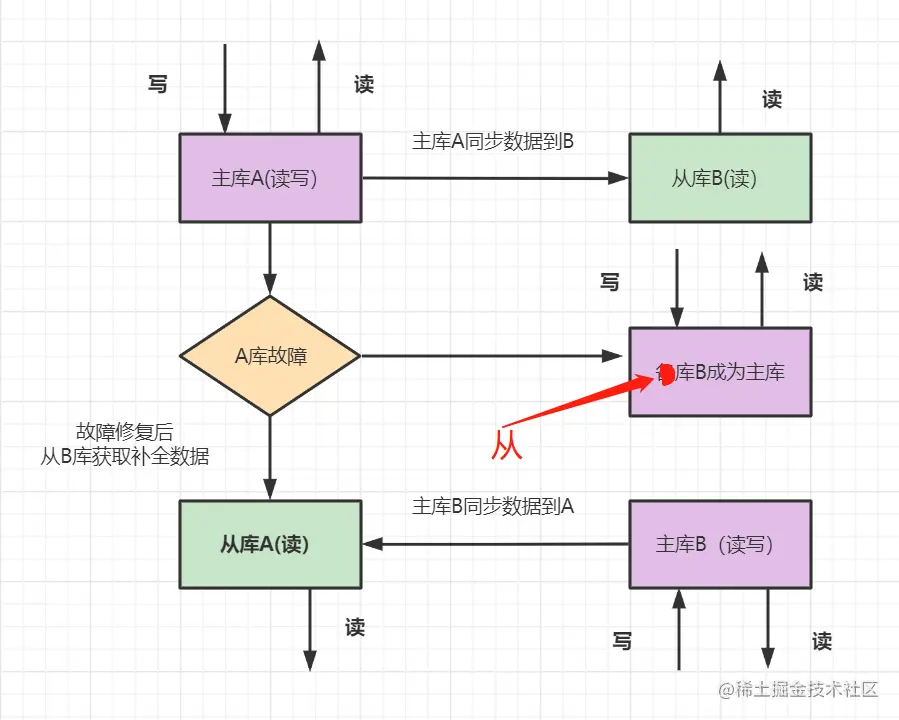 写
读
读
主库A(读写)
主库A同步数据到B
从库B(读)
写
读
A库故障
库B成为主库
从
故障修复后
从B库获取补全数据
主库B同步数据到A
从库A(读)
主库B（读写）
读
写
读
@稀土掘金技术社区